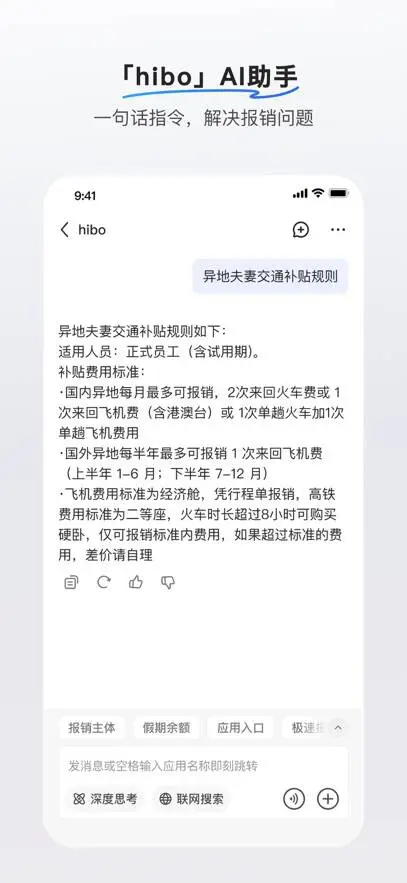 「hibo」AI助手
一句话指令，解决报销问题
9:41
hibo
异地夫妻交通补贴规则
异地夫妻交通补贴规则如下：
适用人员：正式员工（含试用期）。
补贴费用标准：
·国内异地每月最多可报销，2次来回火车费或 1
次来回飞机费（含港澳台）或 1次单趟火车加1次
单趟飞机费用
·国外异地每半年最多可报销 1 次来回飞机费
（上半年 1-6 月；下半年 7-12 月）
·飞机费用标准为经济舱，凭行程单报销，高铁
费用标准为二等座，火车时长超过8小时可购买
硬卧，仅可报销标准内费用，如果超过标准的费
用，差价请自理
报销主体 假期余额 应用入口 极速
发消息或空格输入应用名称即刻跳转
深度思考 联网搜索